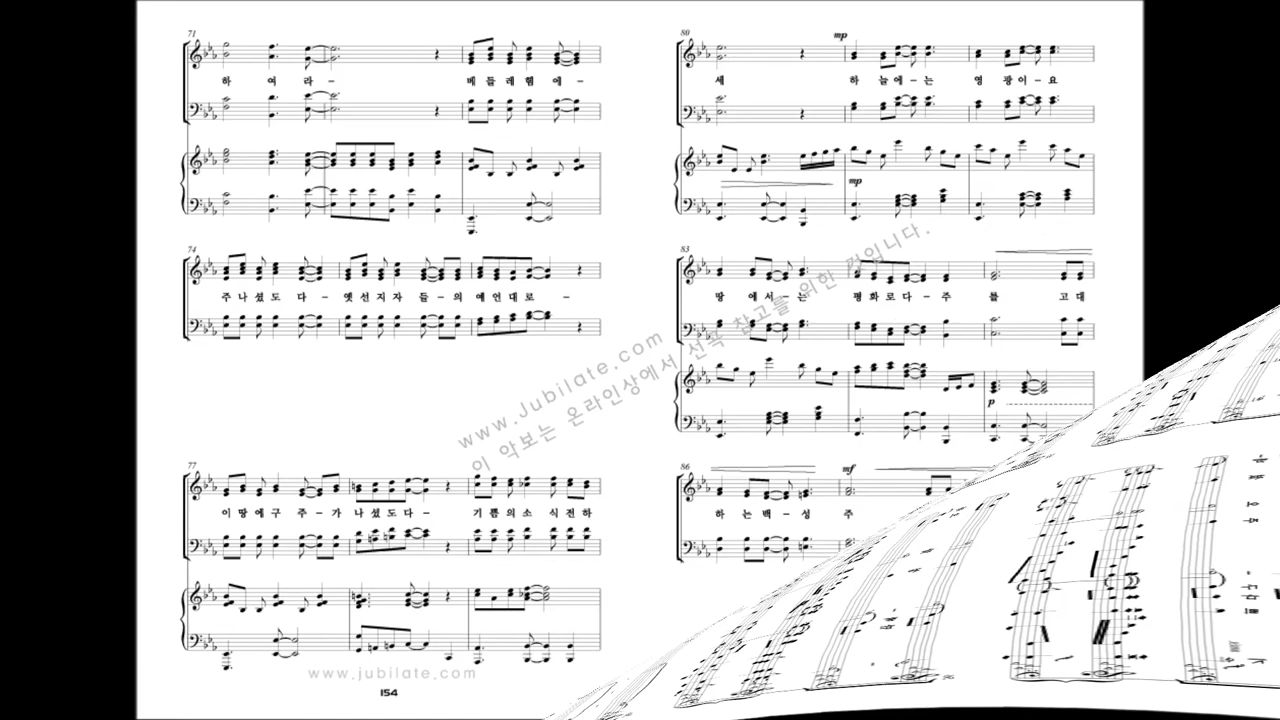 71
하 여 라 -
베 들 레 헴 에 -
74
주 나 셨 도 다 - 옛 선 지 자 들 - 의 예 언 대 로 -
77
이 땅 에 구 주 - 가 나 셨 도 다 - 기 쁨 의 소 식 전 하
www.jubilate.com
154
80
mp
세 하 늘 에 - 는 영 광 이 - 요
mp
83
땅 에 서 - 는 평 화 로 다 - 주 를 고 대
p
86
mf
하 는 백 - 성 주
www.Jubilate.com
이 악보는 온라인상에서 선곡 참고를 위한 것입니다.